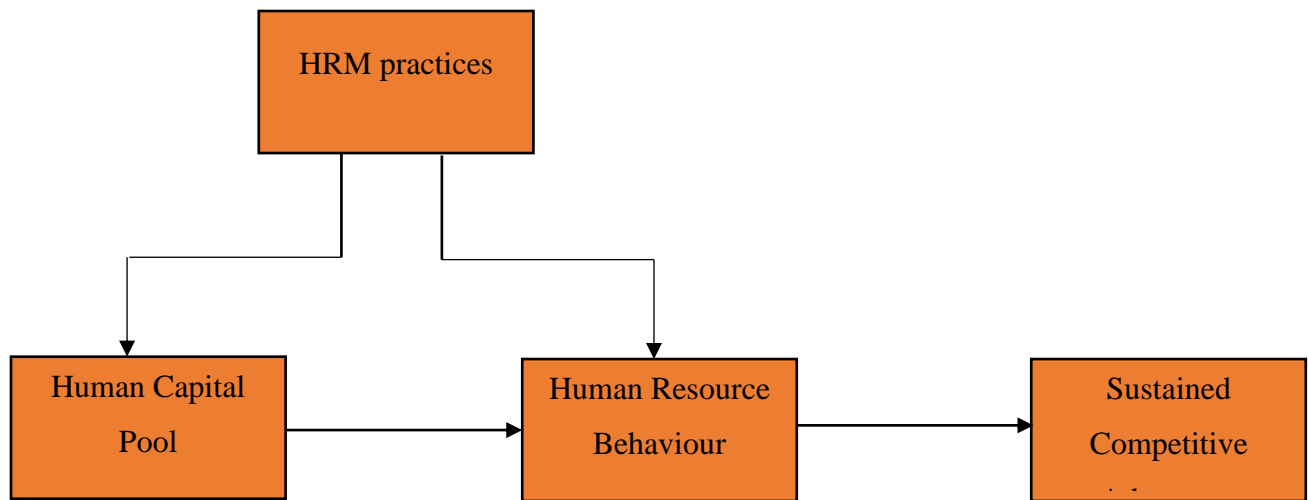 HRM practices
Human Capital
Pool
Human Resource
Behaviour
Sustained
Competitive